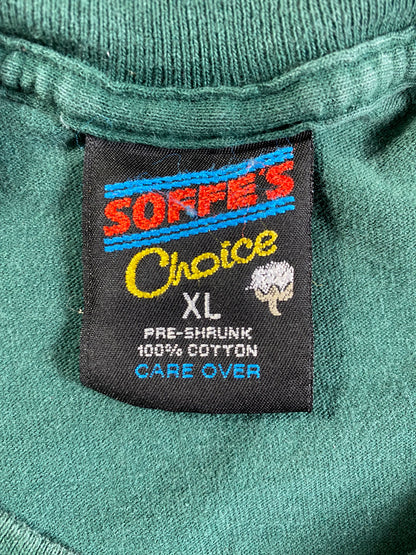 SOFFE'S
Choice
XL
PRE-SHRUNK
100% COTTON
CARE OVER